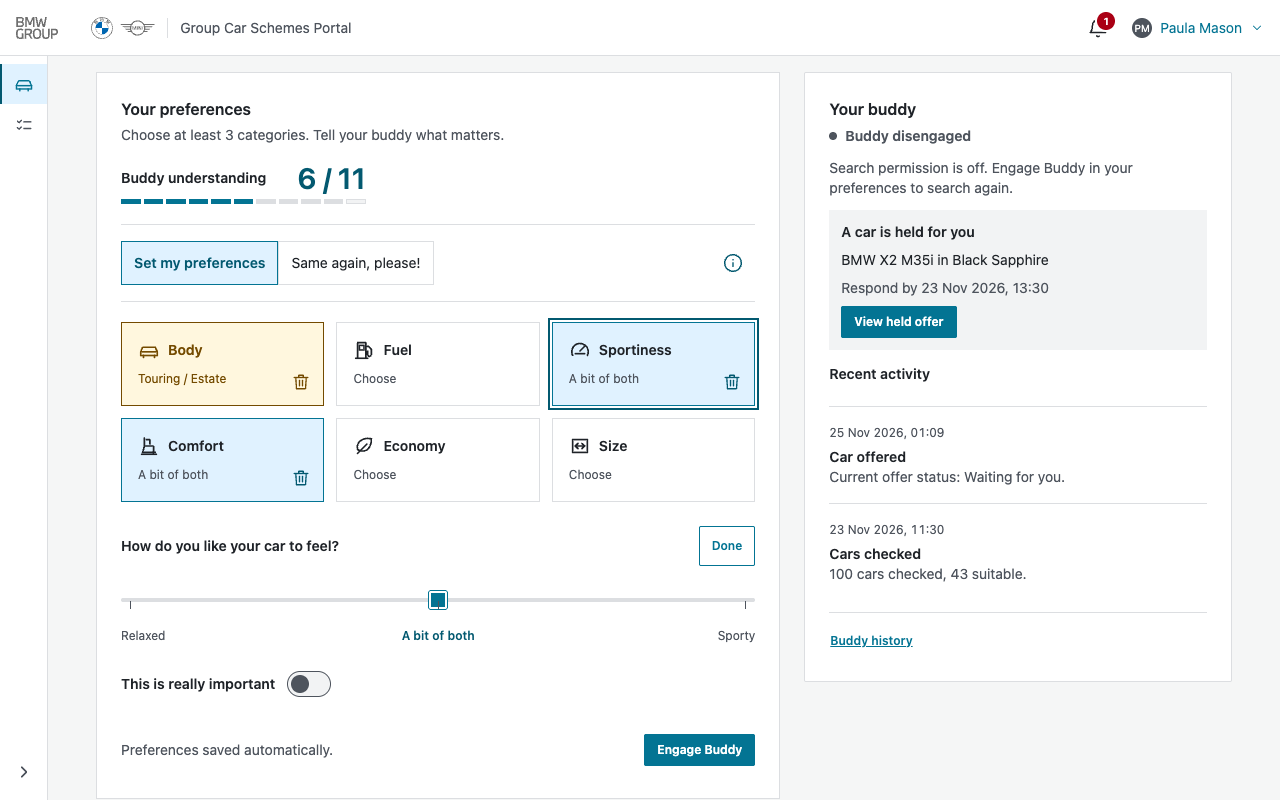 BMW
GROUP
MINI
Group Car Schemes Portal
1
PM
Paula Mason
Your preferences
Choose at least 3 categories. Tell your buddy what matters.
Buddy understanding
6 / 11
Set my preferences
Same again, please!
Body
Touring / Estate
Fuel
Choose
Sportiness
A bit of both
Comfort
A bit of both
Economy
Choose
Size
Choose
How do you like your car to feel?
Done
Relaxed
A bit of both
Sporty
This is really important
Preferences saved automatically.
Engage Buddy
Your buddy
Buddy disengaged
Search permission is off. Engage Buddy in your
preferences to search again.
A car is held for you
BMW X2 M35i in Black Sapphire
Respond by 23 Nov 2026, 13:30
View held offer
Recent activity
25 Nov 2026, 01:09
Car offered
Current offer status: Waiting for you.
23 Nov 2026, 11:30
Cars checked
100 cars checked, 43 suitable.
Buddy history